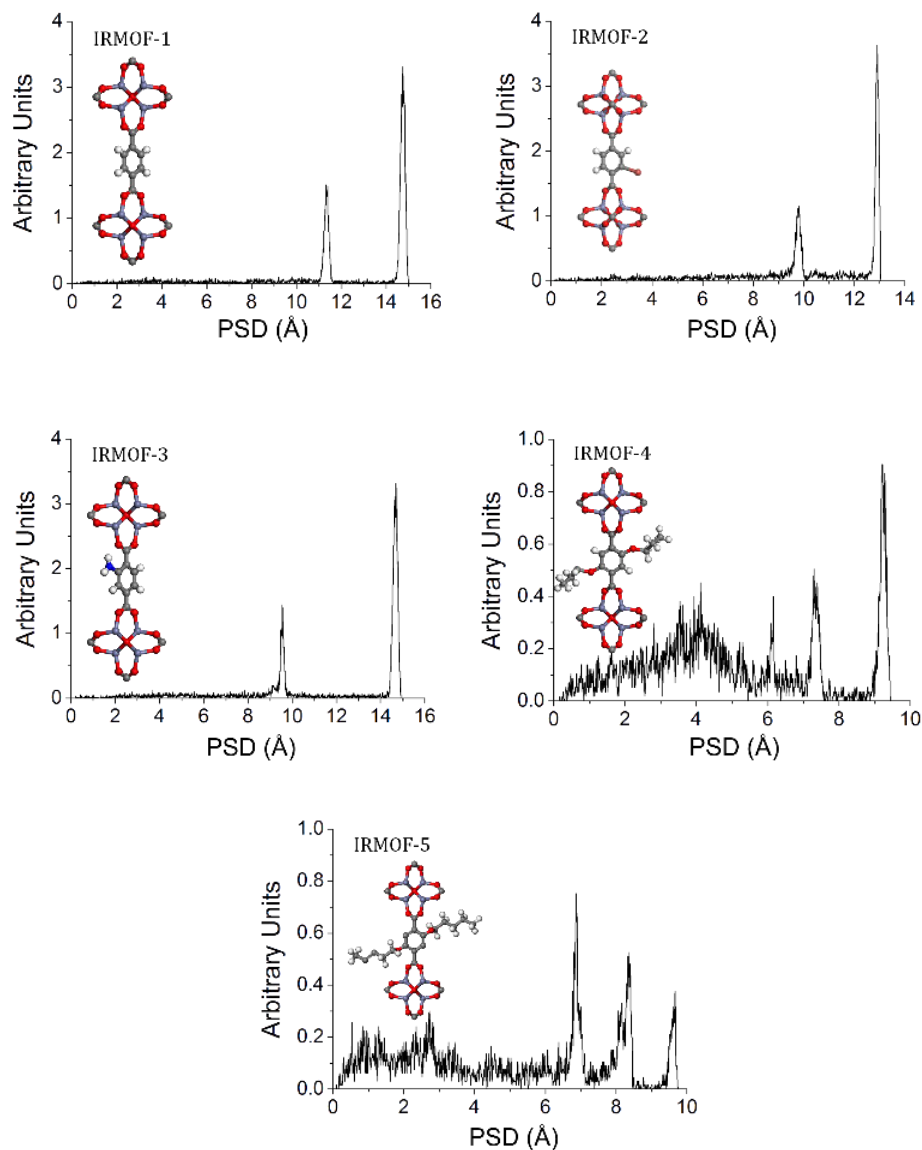 IRMOF-1
Arbitrary Units
4
3
2
1
0
0 2 4 6 8 10 12 14 16
PSD (Å)
IRMOF-2
Arbitrary Units
4
3
2
1
0
0 2 4 6 8 10 12 14
PSD (Å)
IRMOF-3
Arbitrary Units
4
3
2
1
0
0 2 4 6 8 10 12 14 16
PSD (Å)
IRMOF-4
Arbitrary Units
1.0
0.8
0.6
0.4
0.2
0.0
0 2 4 6 8 10
PSD (Å)
IRMOF-5
Arbitrary Units
1.0
0.8
0.6
0.4
0.2
0.0
0 2 4 6 8 10
PSD (Å)